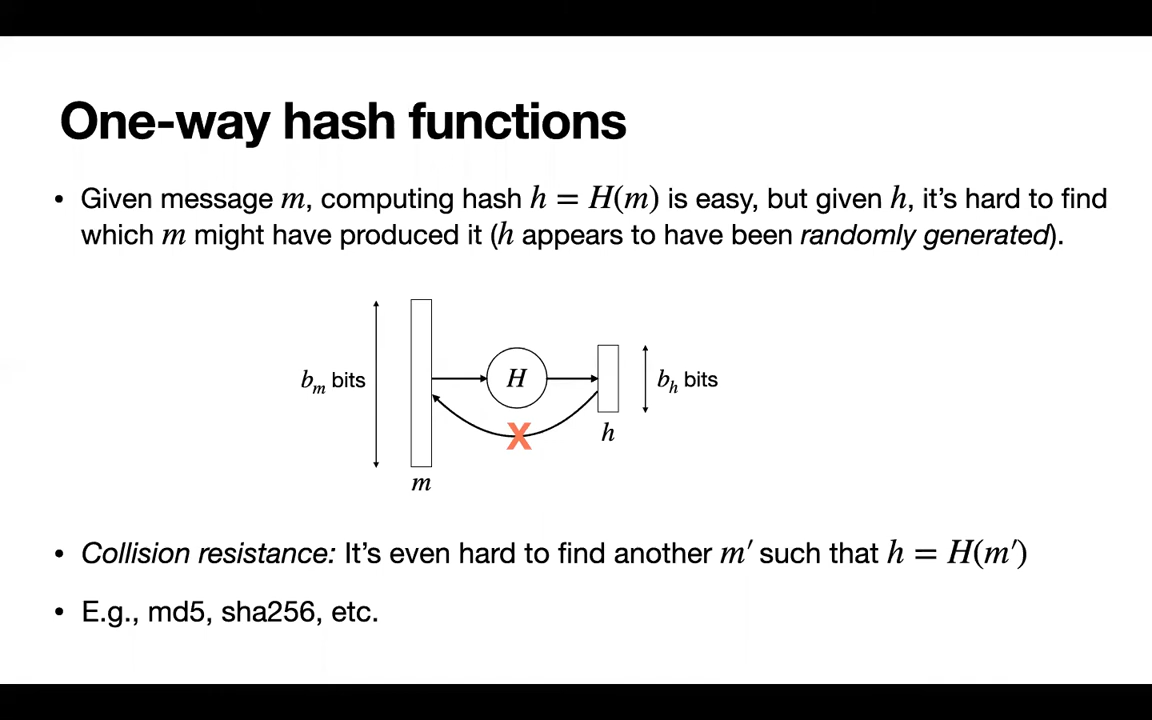 One-way hash functions
• Given message m, computing hash h = H(m) is easy, but given h, it's hard to find
which m might have produced it (h appears to have been randomly generated).
b_m bits
H
b_h bits
X
h
m
• Collision resistance: It's even hard to find another m′ such that h = H(m′)
• E.g., md5, sha256, etc.